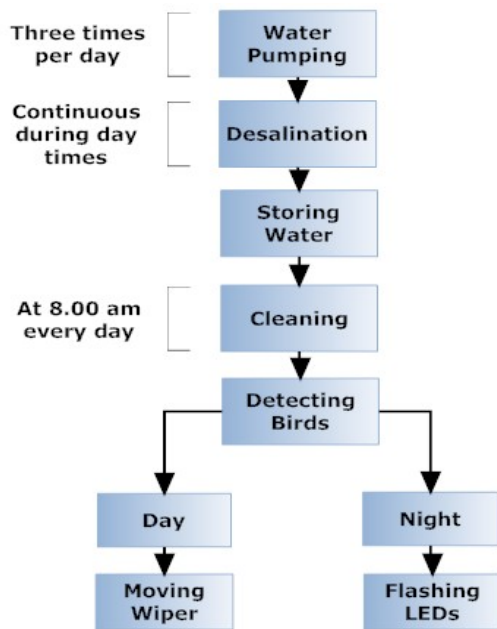 Three times
per day
Water
Pumping
Continuous
during day
times
Desalination
Storing
Water
At 8.00 am
every day
Cleaning
Detecting
Birds
Day
Night
Moving
Wiper
Flashing
LEDs